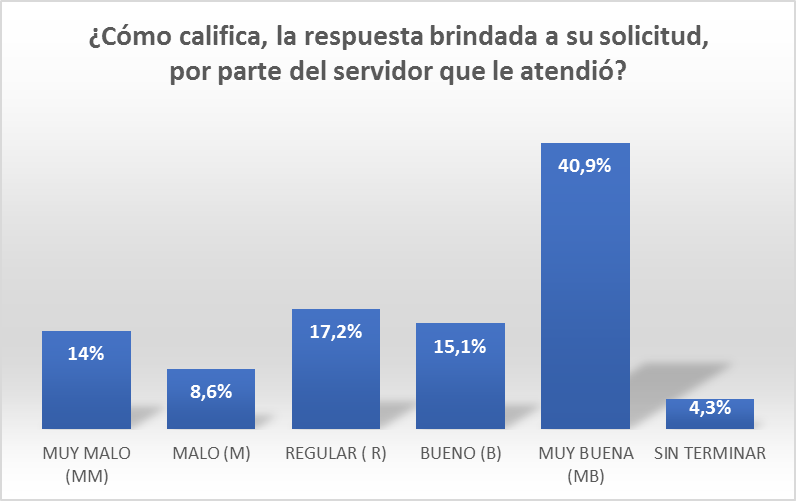 ¿Cómo califica, la respuesta brindada a su solicitud,
por parte del servidor que le atendió?
14%
8,6%
17,2%
15,1%
40,9%
4,3%
MUY MALO
(MM)
MALO (M)
REGULAR ( R)
BUENO (B)
MUY BUENA
(MB)
SIN TERMINAR